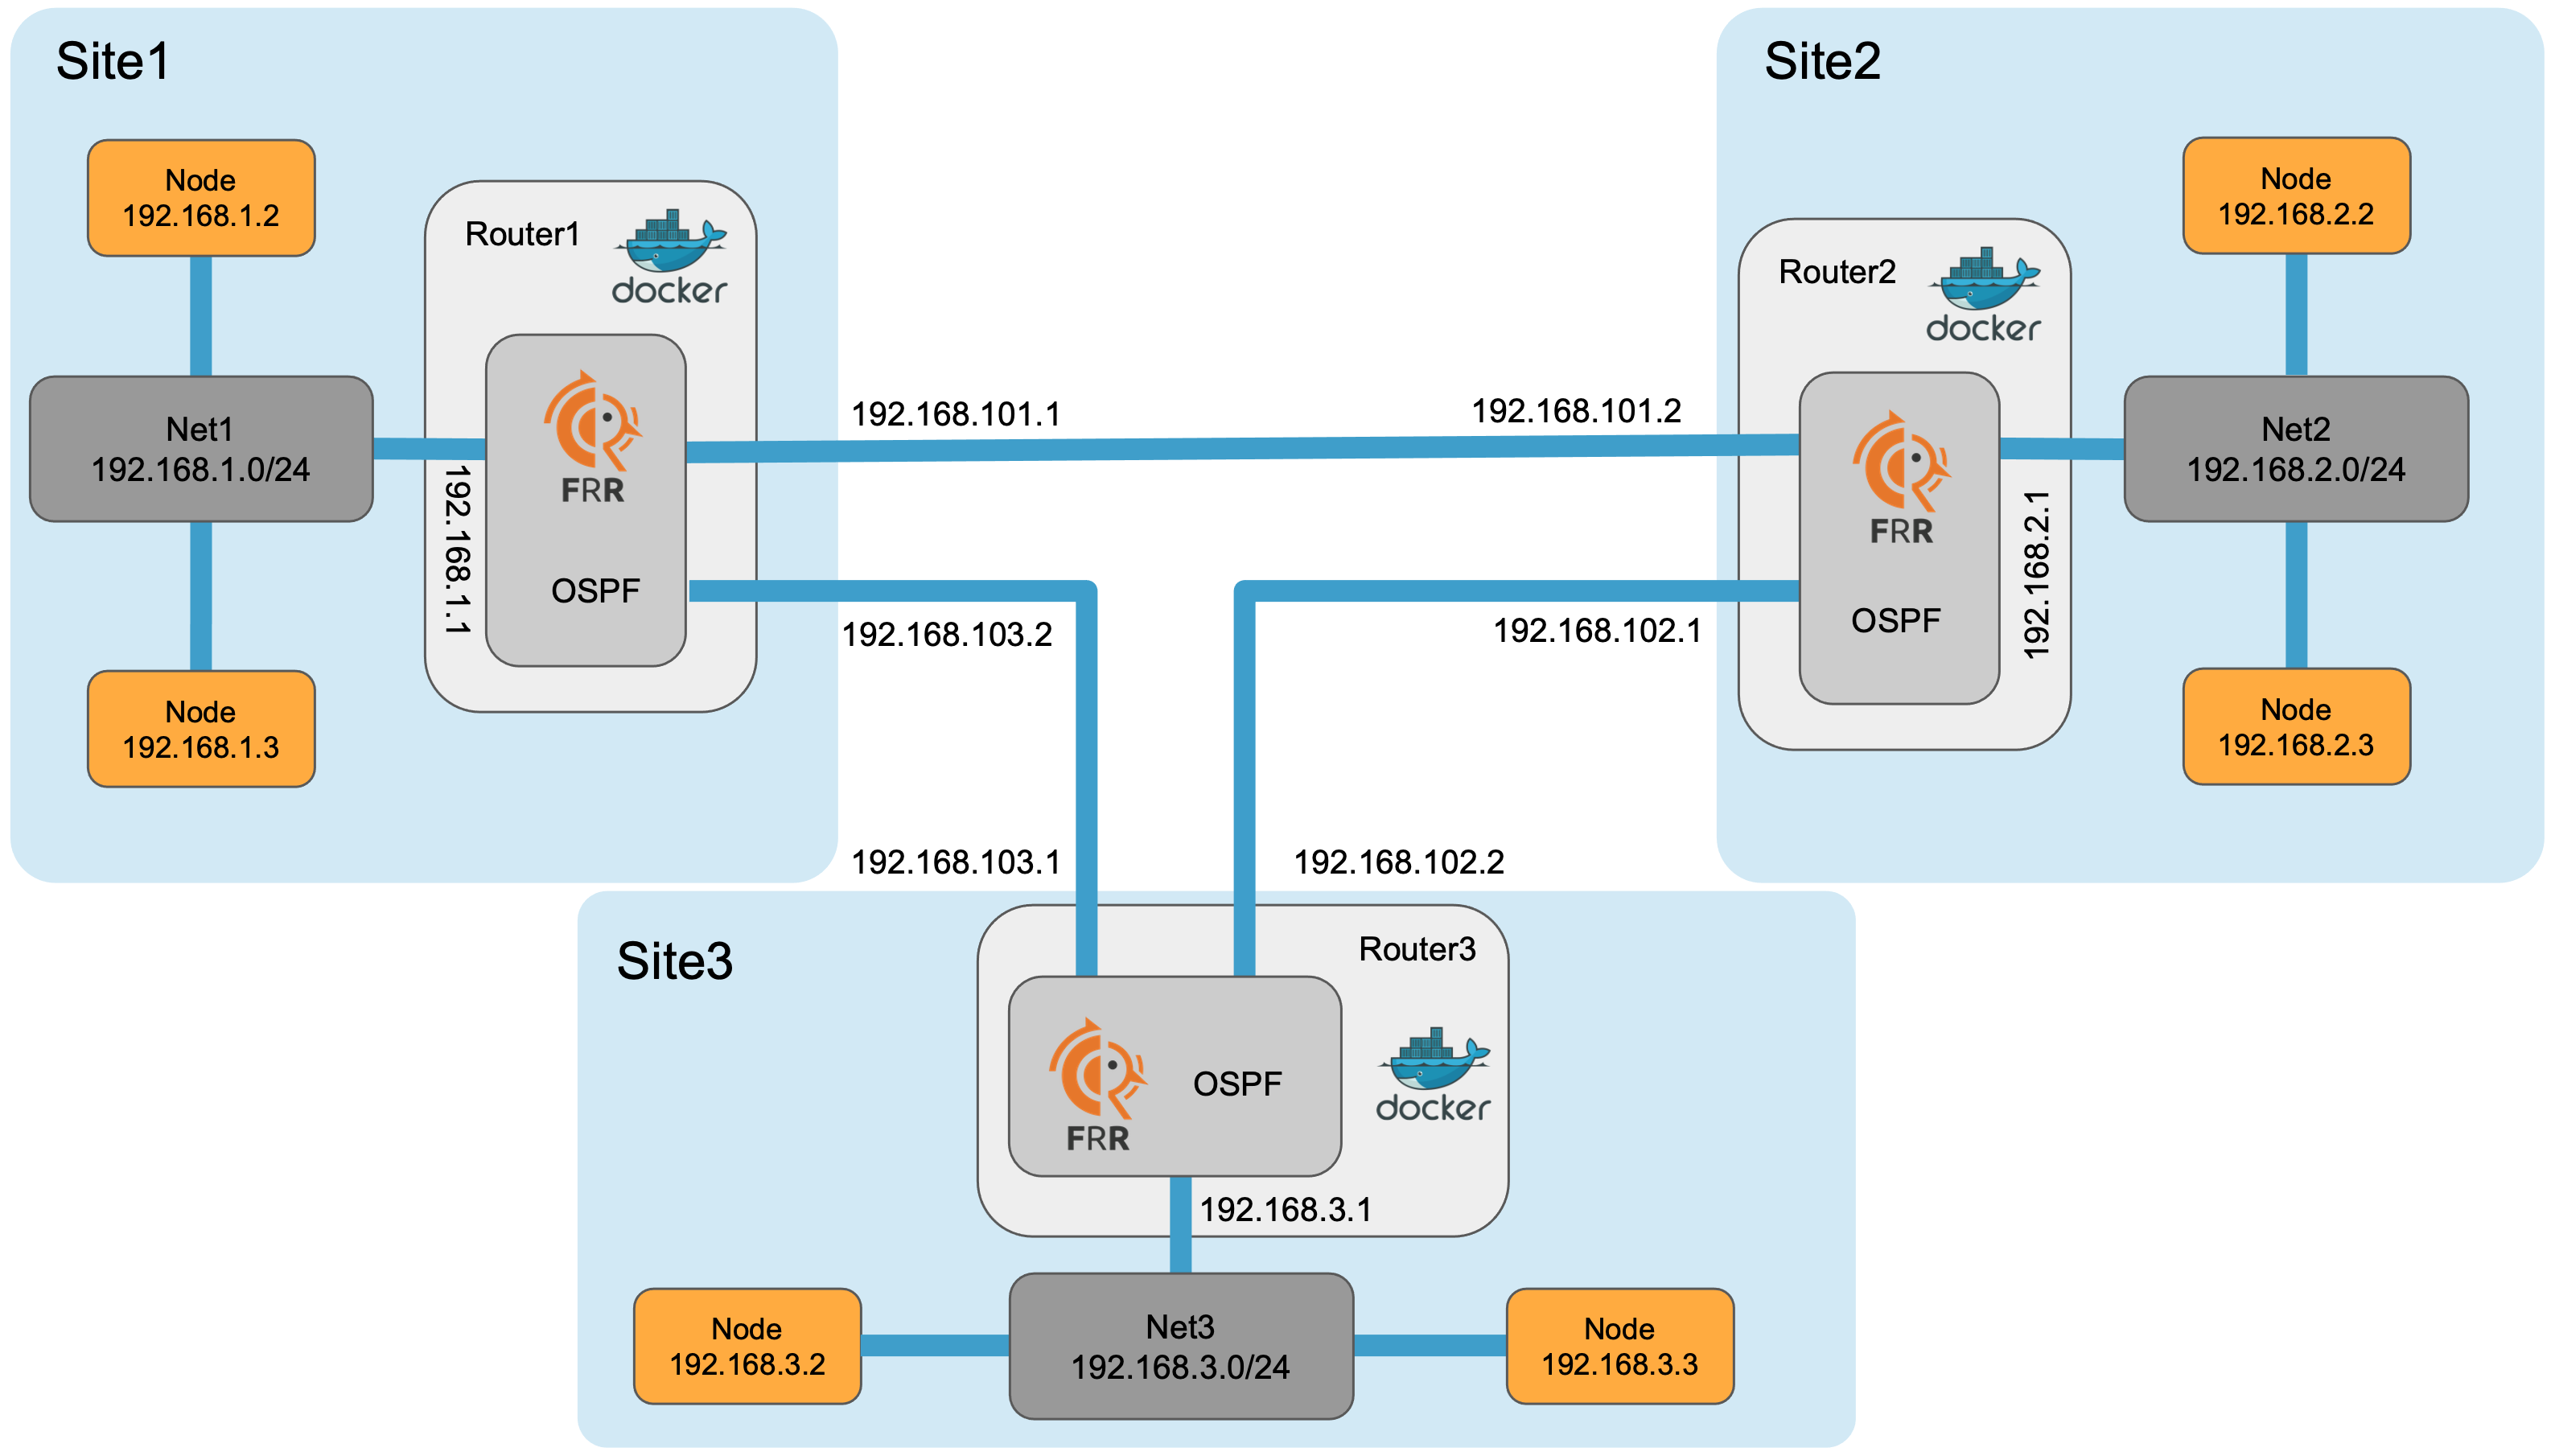 Site1
Node
192.168.1.2
Router1
docker
Net1
192.168.1.0/24
192.168.1.1
FRR
OSPF
Node
192.168.1.3
192.168.101.1
192.168.101.2
192.168.103.2
192.168.102.1
192.168.103.1
192.168.102.2
Site2
Router2
docker
FRR
OSPF
192.168.2.1
Node
192.168.2.2
Net2
192.168.2.0/24
Node
192.168.2.3
Site3
Router3
FRR
OSPF
docker
192.168.3.1
Node
192.168.3.2
Net3
192.168.3.0/24
Node
192.168.3.3